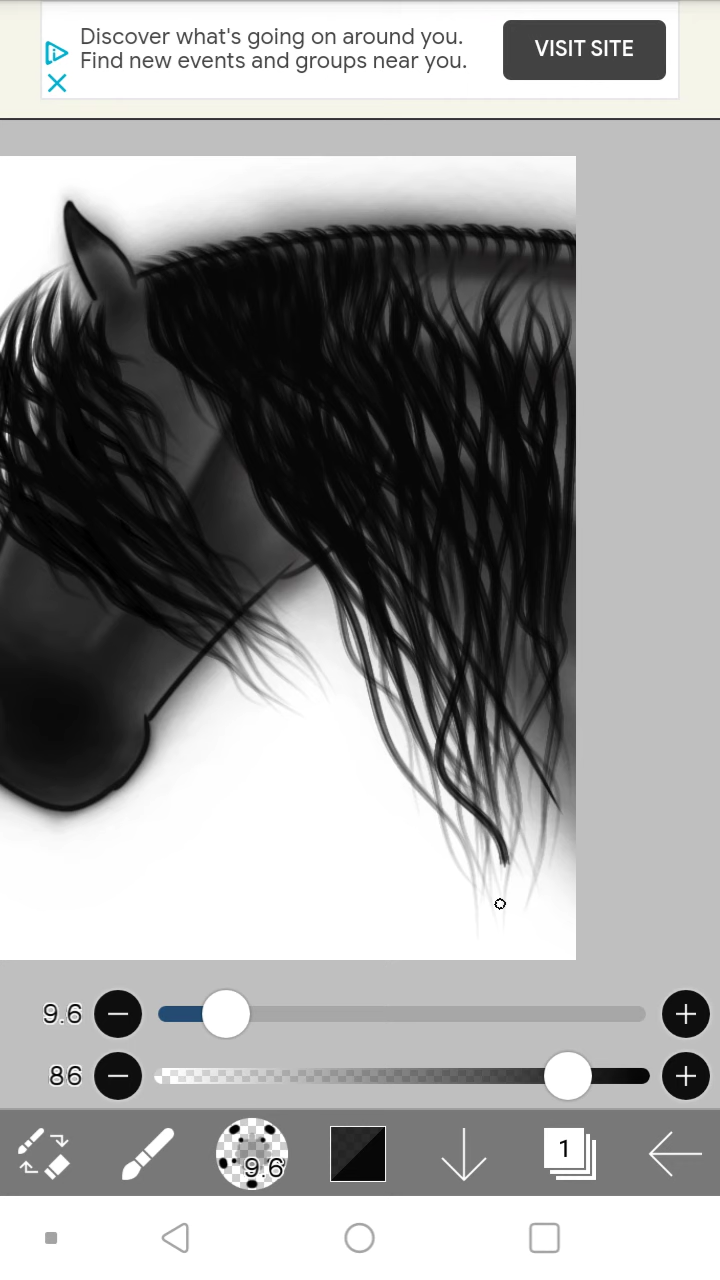 Discover what's going on around you.
Find new events and groups near you.
VISIT SITE
9.6
86
9.6
1